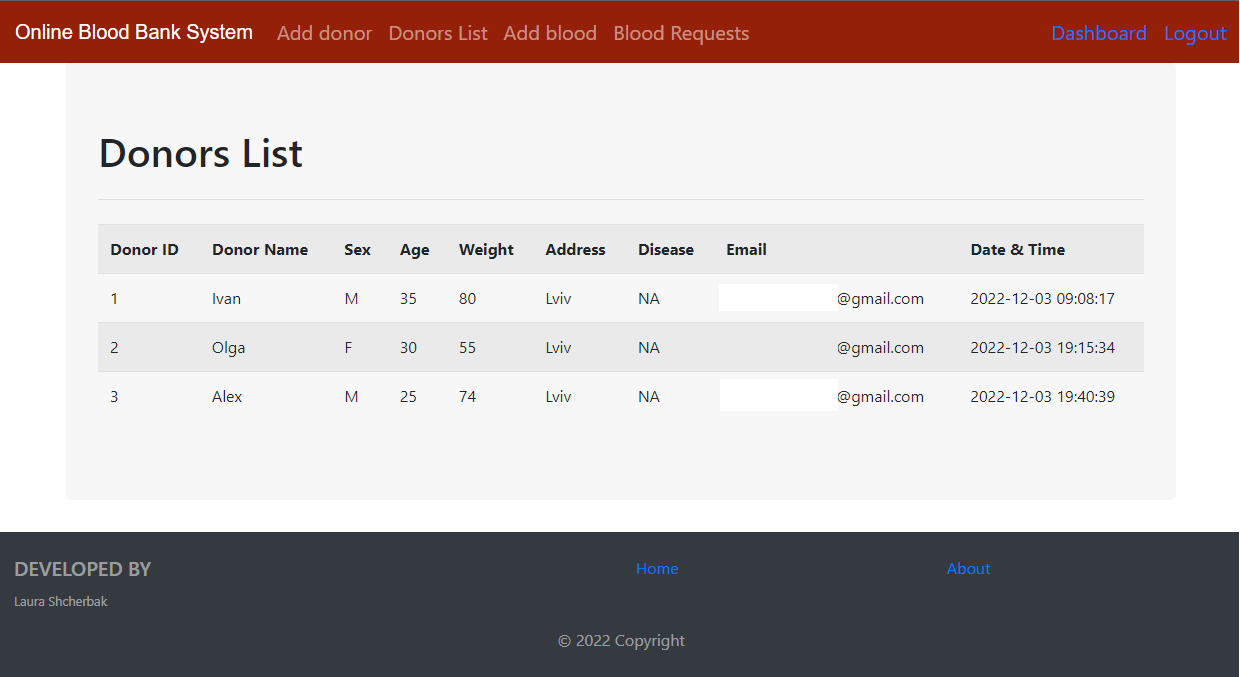 Online Blood Bank System Add donor Donors List Add blood Blood Requests Dashboard Logout
Donors List
Donor ID Donor Name Sex Age Weight Address Disease Email Date & Time
1 Ivan M 35 80 Lviv NA @gmail.com 2022-12-03 09:08:17
2 Olga F 30 55 Lviv NA @gmail.com 2022-12-03 19:15:34
3 Alex M 25 74 Lviv NA @gmail.com 2022-12-03 19:40:39
DEVELOPED BY Home About
Laura Shcherbak
© 2022 Copyright